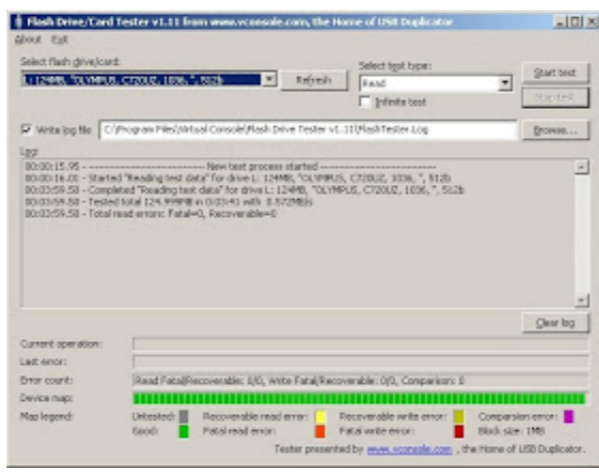 Flash Drive/Card Tester v1.11 from www.vconsole.com, the Home of USB Duplicator
About Exit
Select flash drive/card:
Select test type:
L: 124MB, "OLYMPUS, C720UZ, 1036, ", 512b
Refresh
Read
Start test
Infinite test
Stop test
Write log file
C:\Program Files\Virtual Console\Flash Drive Tester v1.11\FlashTester.Log
Browse...
Log:
00:00:15.95 - ------------------------------New test process started------------------------------
00:00:16.01 - Started "Reading test data" for drive L: 124MB, "OLYMPUS, C720UZ, 1036, ", 512b
00:03:59.50 - Completed "Reading test data" for drive L: 124MB, "OLYMPUS, C720UZ, 1036, ", 512b
00:03:59.50 - Tested total 124.999MB in 0:03:41 with 0.572MB/s
00:03:59.50 - Total read errors: Fatal=0, Recoverable=0
Clear log
Current operation:
Last error:
Error count:
Read Fatal/Recoverable: 0/0, Write Fatal/Recoverable: 0/0, Comparison: 0
Device map:
Map legend:
Untested:
Recoverable read error:
Recoverable write error:
Comparsion error:
Good:
Fatal read error:
Fatal write error:
Block size: 1MB
Tester presented by www.vconsole.com , the Home of USB Duplicator.